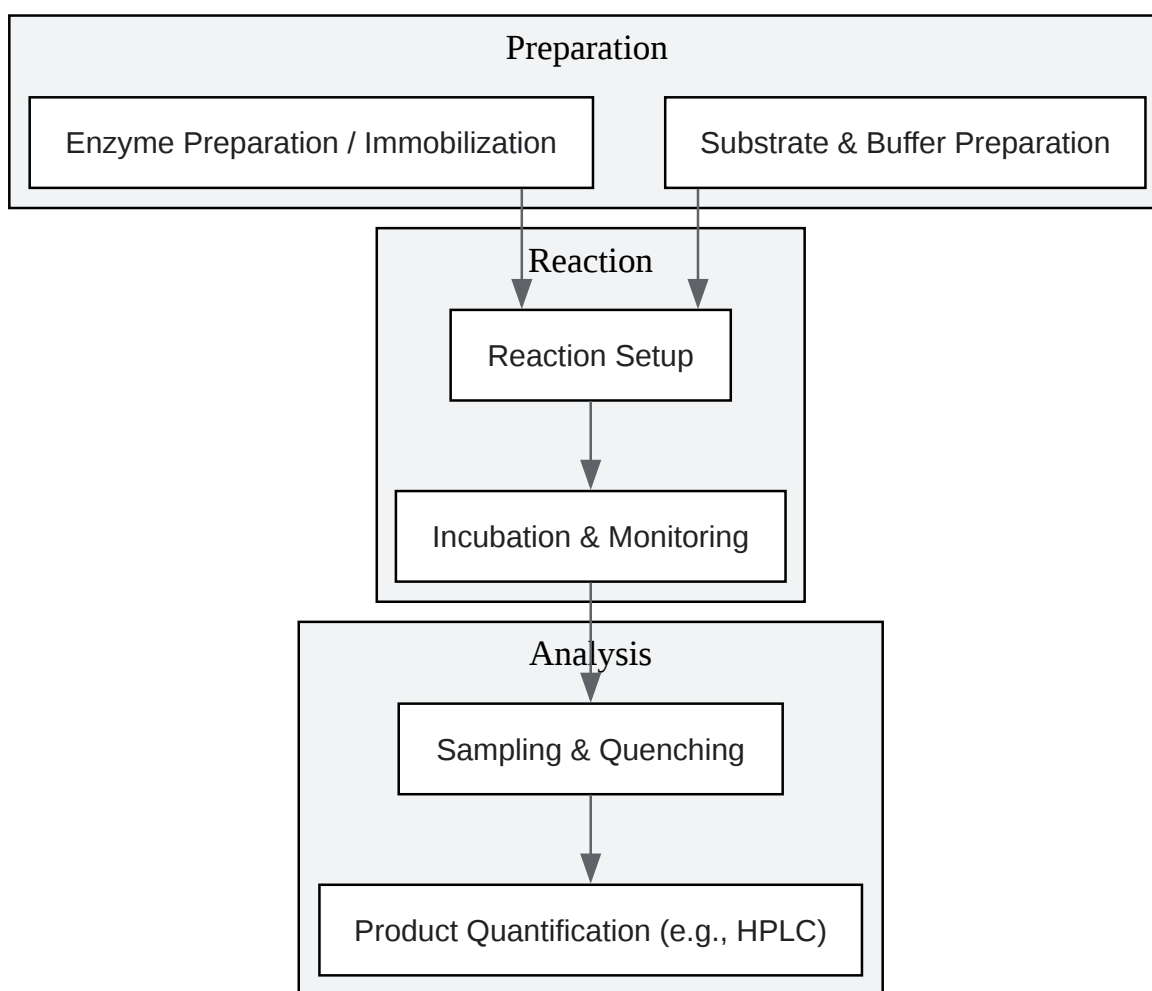 Preparation
Enzyme Preparation / Immobilization
Substrate & Buffer Preparation
Reaction
Reaction Setup
Incubation & Monitoring
Analysis
Sampling & Quenching
Product Quantification (e.g., HPLC)